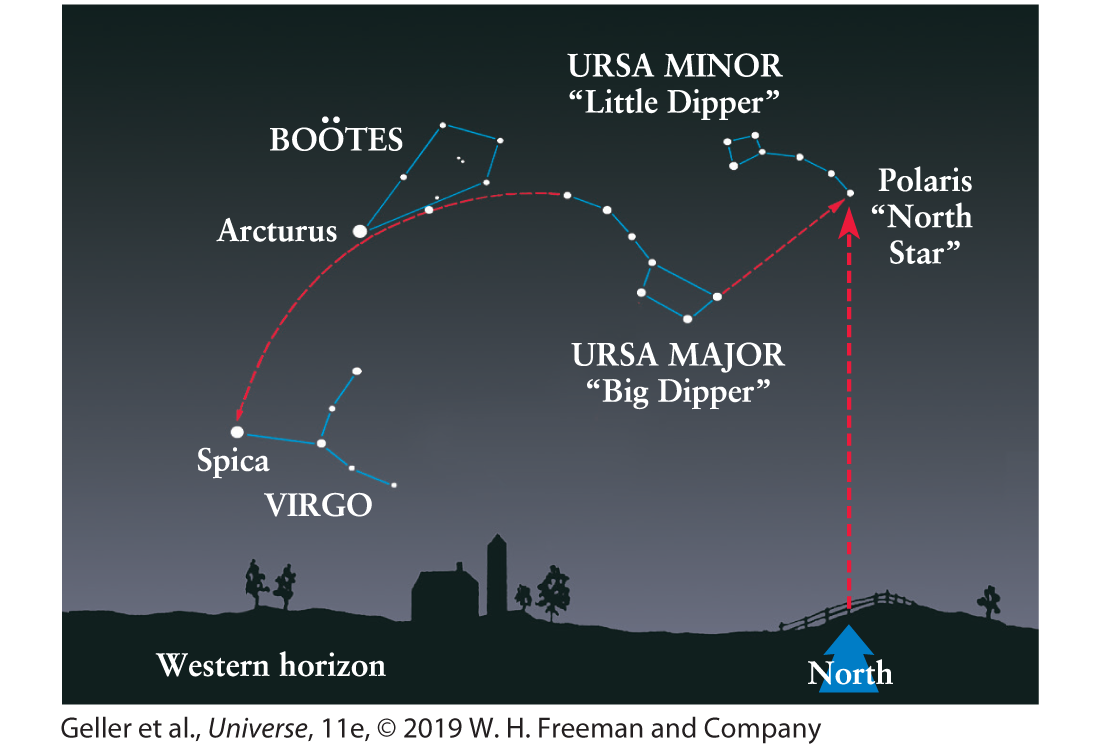 URSA MINOR
“Little Dipper”
BOÖTES
Polaris
“North
Star”
Arcturus
URSA MAJOR
“Big Dipper”
Spica
VIRGO
Western horizon
North
Geller et al., Universe, 11e, © 2019 W. H. Freeman and Company